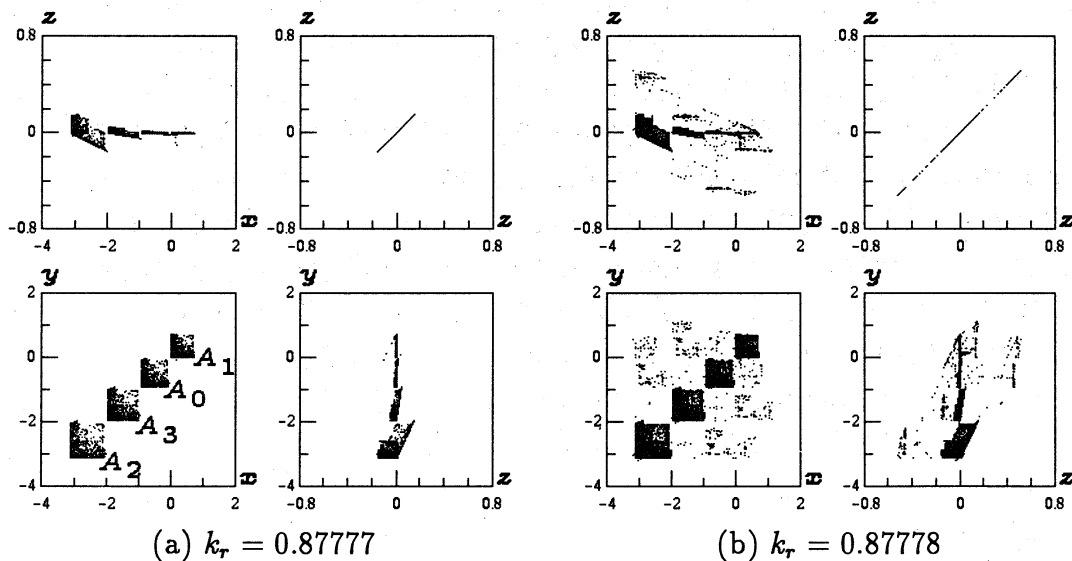 z z z z
0.8 0.8 0.8 0.8
0 0 0 0
-0.8 x -0.8 z -0.8 x -0.8 z
-4 -2 0 2 0 0.8 -4 -2 0 2 -0.8 0 0.8
y y y y
2 2 2 2
0 A1 0 0 0
A0
-2 A3 -2 -2 -2
A2
-4 x -4 z -4 x -4 z
-4 -2 0 2 -0.8 0 0.8 -4 -2 0 2 -0.8 0 0.8
(a) kr = 0.87777 (b) kr = 0.87778